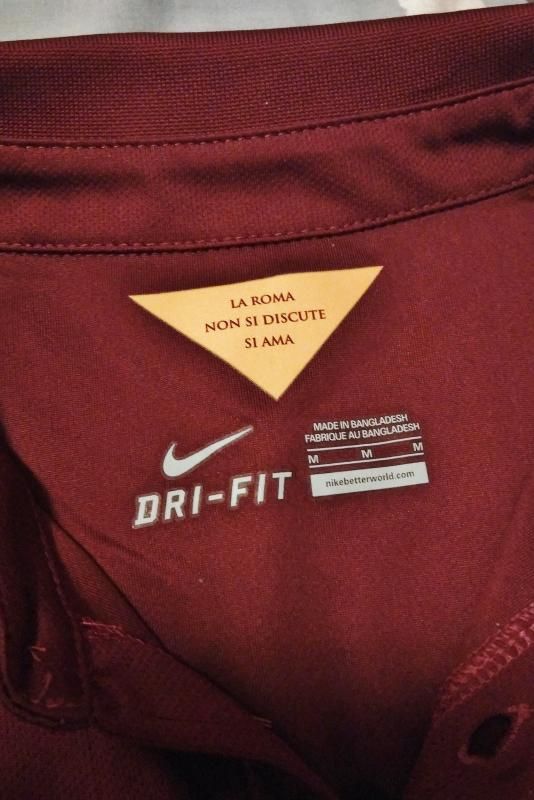 LA ROMA
NON SI DISCUTE
SI AMA
DRI-FIT
MADE IN BANGLADESH
FABRIQUE AU BANGLADESH
M M M
nikebetterworld.com